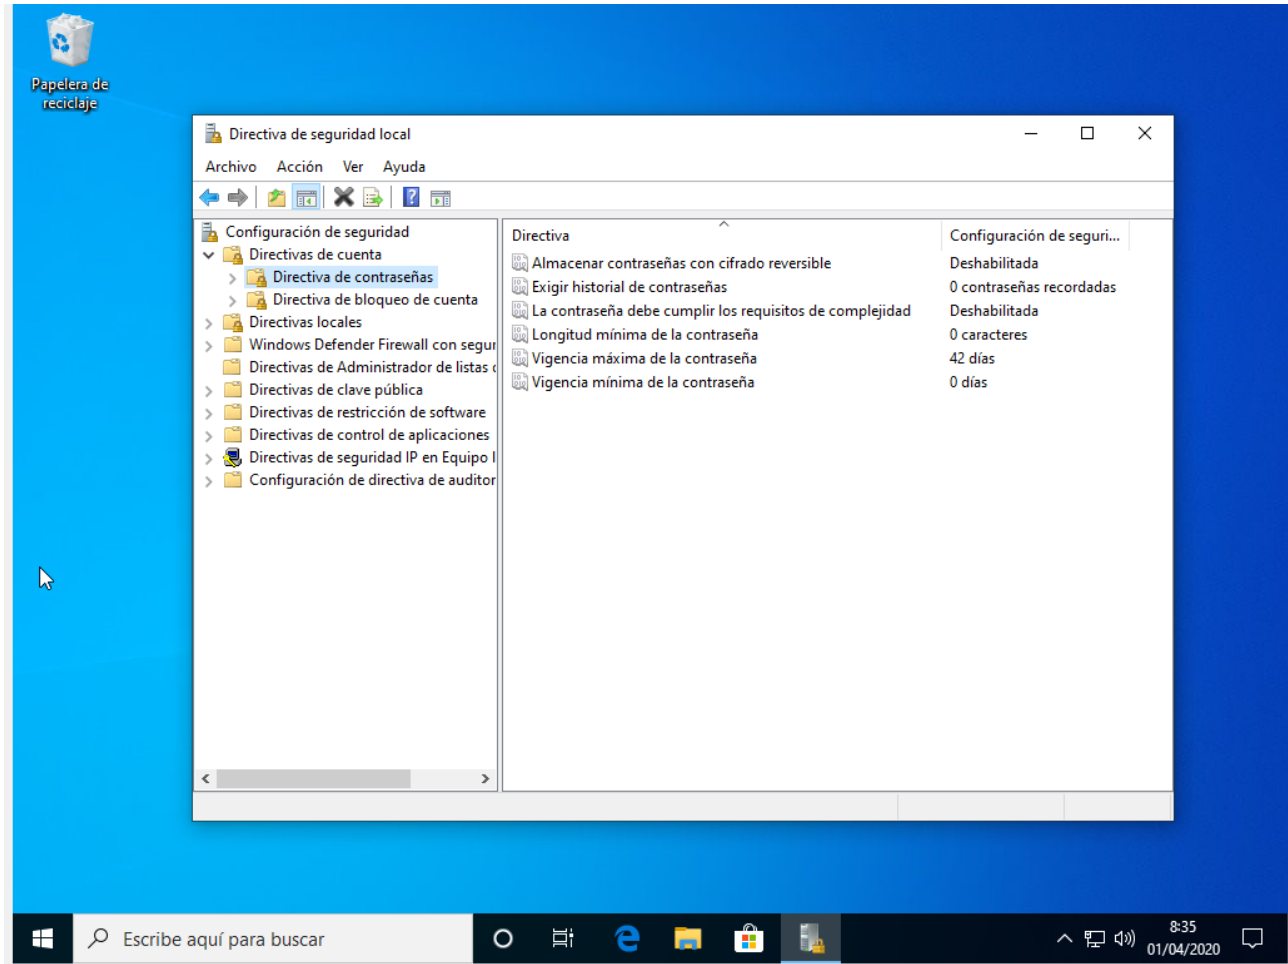 Papelera de
reciclaje
Directiva de seguridad local
Archivo Acción Ver Ayuda
Configuración de seguridad
Directivas de cuenta
Directiva de contraseñas
Directiva de bloqueo de cuenta
Directivas locales
Windows Defender Firewall con segur
Directivas de Administrador de listas
Directivas de clave pública
Directivas de restricción de software
Directivas de control de aplicaciones
Directivas de seguridad IP en Equipo l
Configuración de directiva de auditor
Directiva Configuración de seguri...
Almacenar contraseñas con cifrado reversible Deshabilitada
Exigir historial de contraseñas 0 contraseñas recordadas
La contraseña debe cumplir los requisitos de complejidad Deshabilitada
Longitud mínima de la contraseña 0 caracteres
Vigencia máxima de la contraseña 42 días
Vigencia mínima de la contraseña 0 días
Escribe aquí para buscar
8:35
01/04/2020